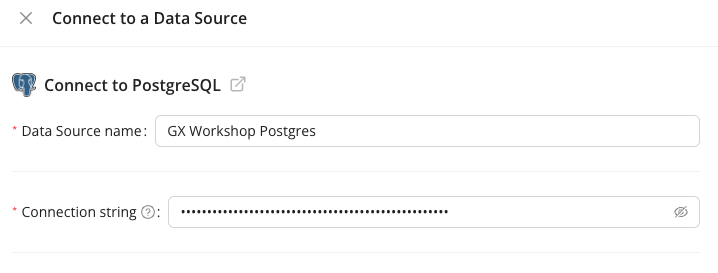 Connect to a Data Source
Connect to PostgreSQL
* Data Source name: GX Workshop Postgres
* Connection string ?: ••••••••••••••••••••••••••••••••••••••••••••••••••••